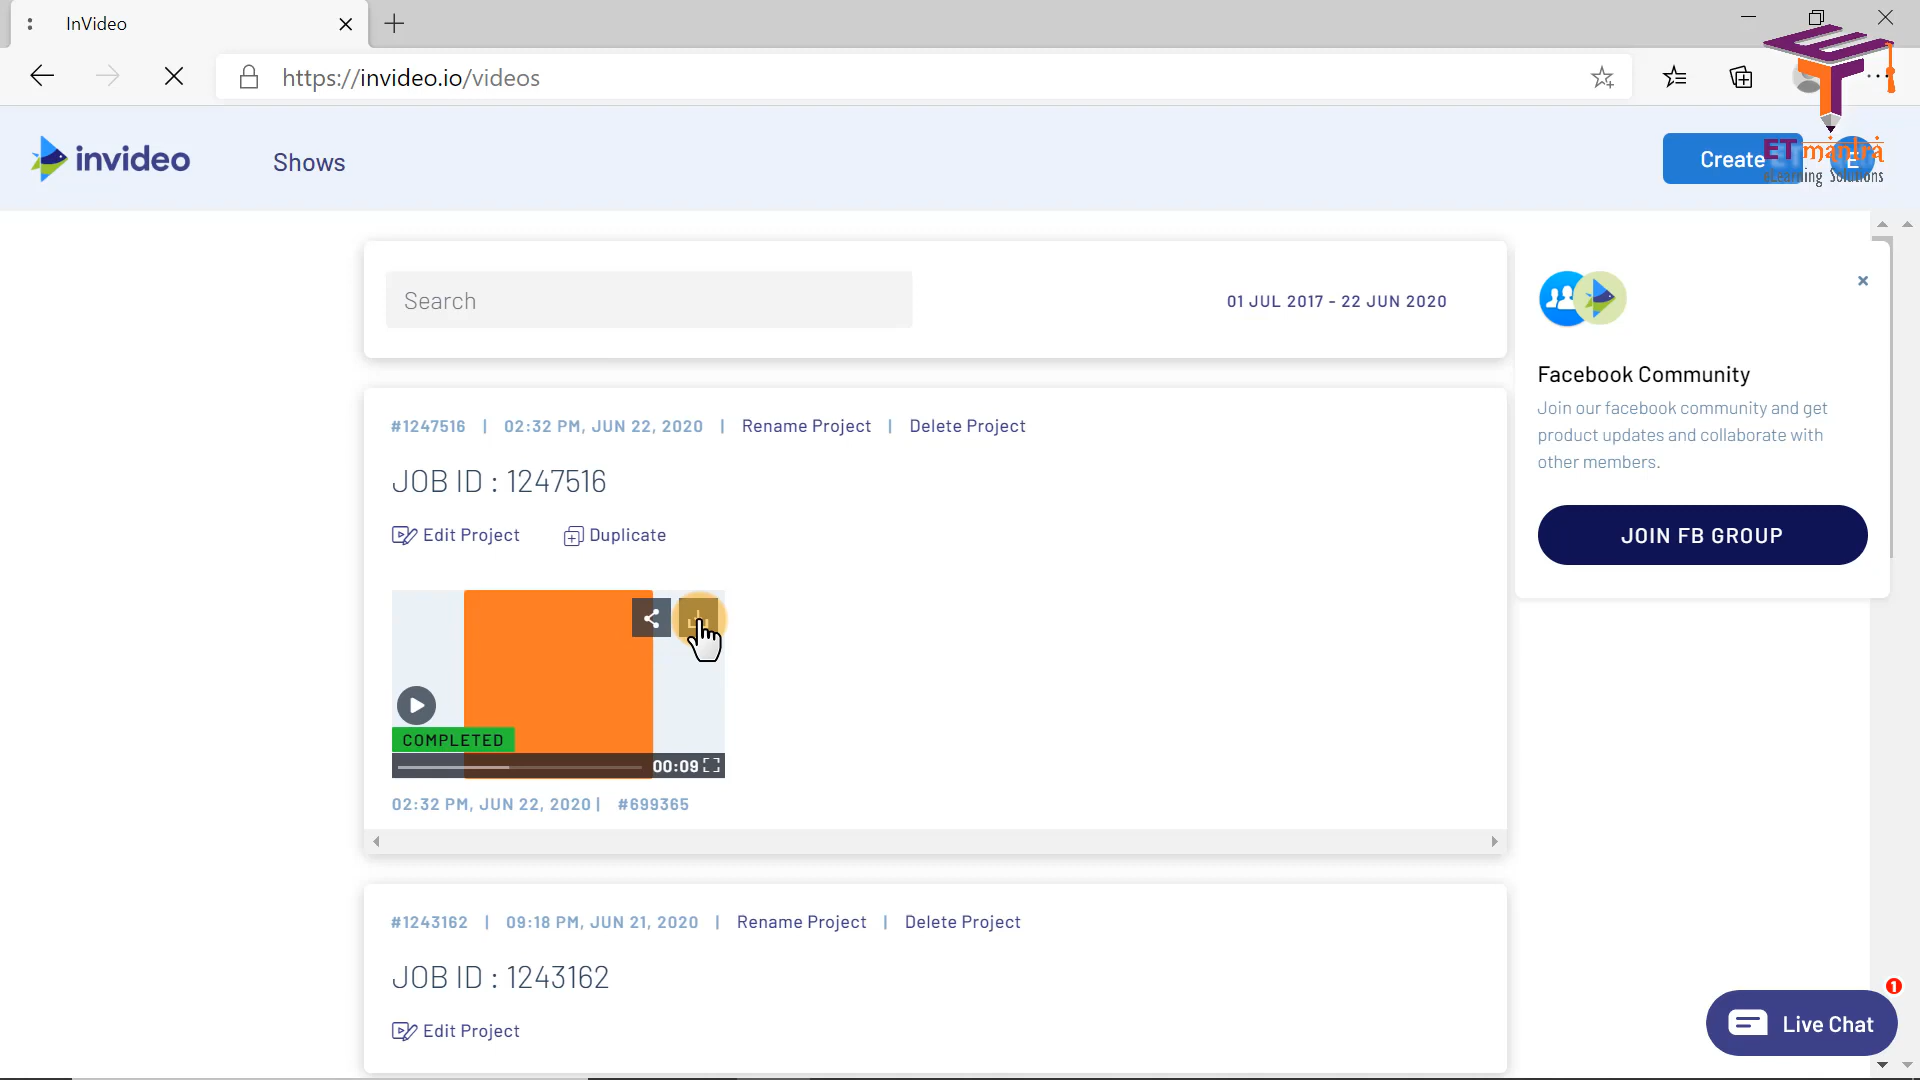 InVideo
https://invideo.io/videos
invideo
Shows
Create
E
ET mantra
eLearning Solutions
Search
01 JUL 2017 - 22 JUN 2020
#1247516 | 02:32 PM, JUN 22, 2020 | Rename Project | Delete Project
JOB ID : 1247516
Edit Project
Duplicate
COMPLETED
00:09
02:32 PM, JUN 22, 2020 | #699365
Facebook Community
Join our facebook community and get
product updates and collaborate with
other members.
JOIN FB GROUP
#1243162 | 09:18 PM, JUN 21, 2020 | Rename Project | Delete Project
JOB ID : 1243162
Edit Project
1
Live Chat